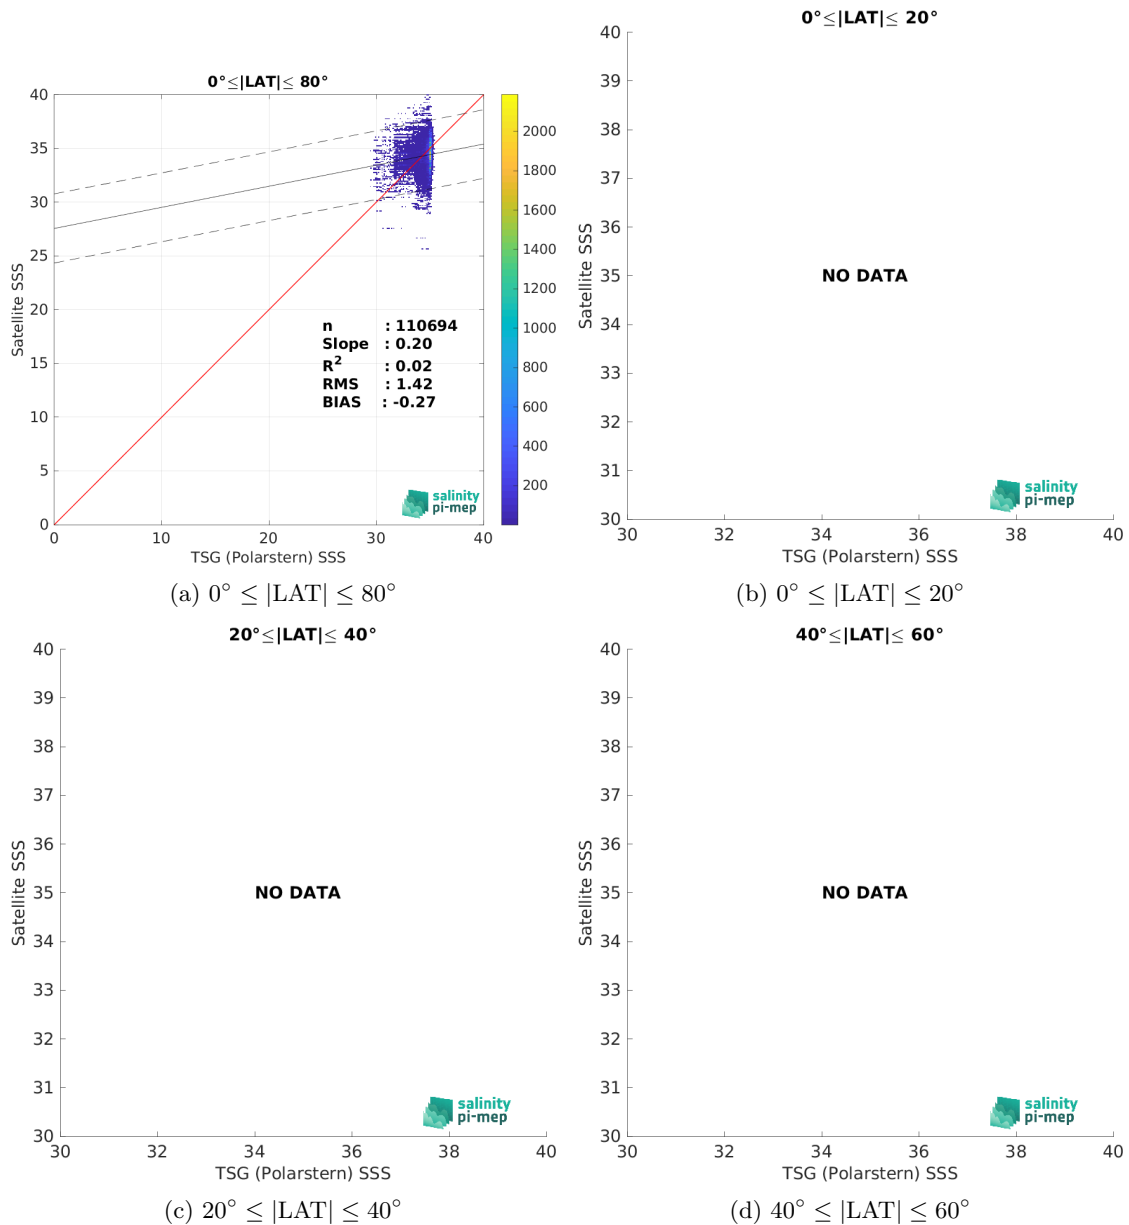 0°≤|LAT|≤ 80°
40
35
30
25
20
15
10
5
0
Satellite SSS
n : 110694
Slope : 0.20
R² : 0.02
RMS : 1.42
BIAS : -0.27
salinity
pi-mep
0 10 20 30 40
TSG (Polarstern) SSS
2000
1800
1600
1400
1200
1000
800
600
400
200
(a) 0° ≤ |LAT| ≤ 80°
0°≤|LAT|≤ 20°
40
39
38
37
36
35
34
33
32
31
30
Satellite SSS
NO DATA
salinity
pi-mep
30 32 34 36 38 40
TSG (Polarstern) SSS
(b) 0° ≤ |LAT| ≤ 20°
20°≤|LAT|≤ 40°
40
39
38
37
36
35
34
33
32
31
30
Satellite SSS
NO DATA
salinity
pi-mep
30 32 34 36 38 40
TSG (Polarstern) SSS
(c) 20° ≤ |LAT| ≤ 40°
40°≤|LAT|≤ 60°
40
39
38
37
36
35
34
33
32
31
30
Satellite SSS
NO DATA
salinity
pi-mep
30 32 34 36 38 40
TSG (Polarstern) SSS
(d) 40° ≤ |LAT| ≤ 60°